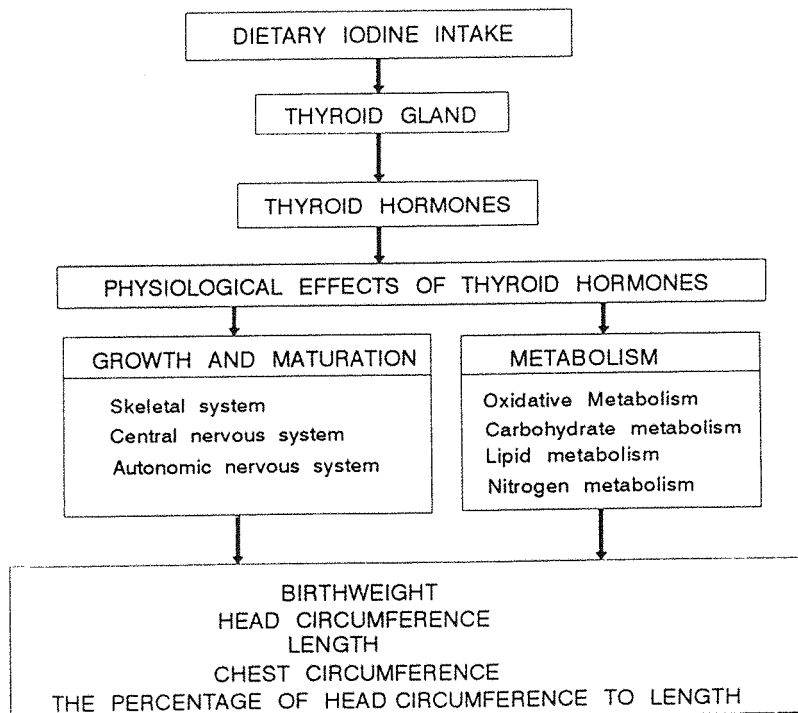 DIETARY IODINE INTAKE
THYROID GLAND
THYROID HORMONES
PHYSIOLOGICAL EFFECTS OF THYROID HORMONES
GROWTH AND MATURATION
Skeletal system
Central nervous system
Autonomic nervous system
METABOLISM
Oxidative Metabolism
Carbohydrate metabolism
Lipid metabolism
Nitrogen metabolism
BIRTHWEIGHT
HEAD CIRCUMFERENCE
LENGTH
CHEST CIRCUMFERENCE
THE PERCENTAGE OF HEAD CIRCUMFERENCE TO LENGTH